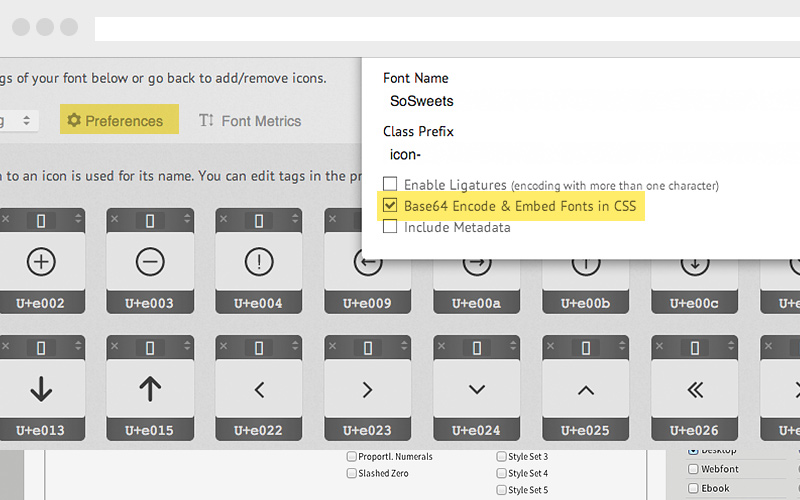 gs of your font below or go back to add/remove icons.
g
Preferences
Font Metrics
n to an icon is used for its name. You can edit tags in the pr
Font Name
SoSweets
Class Prefix
icon-
Enable Ligatures (encoding with more than one character)
Base64 Encode & Embed Fonts in CSS
Include Metadata
U+e002
U+e003
U+e004
U+e009
U+e00a
U+e00b
U+e00c
U+e013
U+e015
U+e022
U+e023
U+e024
U+e025
U+e026
Proportl. Numerals
Slashed Zero
Style Set 3
Style Set 4
Style Set 5
Desktop
Webfont
Ebook